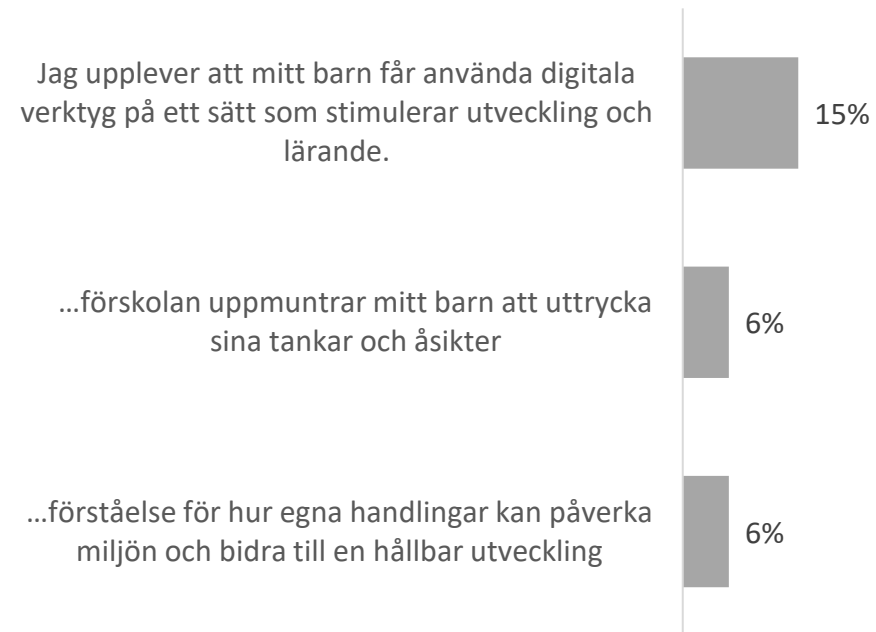 Jag upplever att mitt barn får använda digitala
verktyg på ett sätt som stimulerar utveckling och
lärande.
15%
…förskolan uppmuntrar mitt barn att uttrycka
sina tankar och åsikter
6%
…förståelse för hur egna handlingar kan påverka
miljön och bidra till en hållbar utveckling
6%